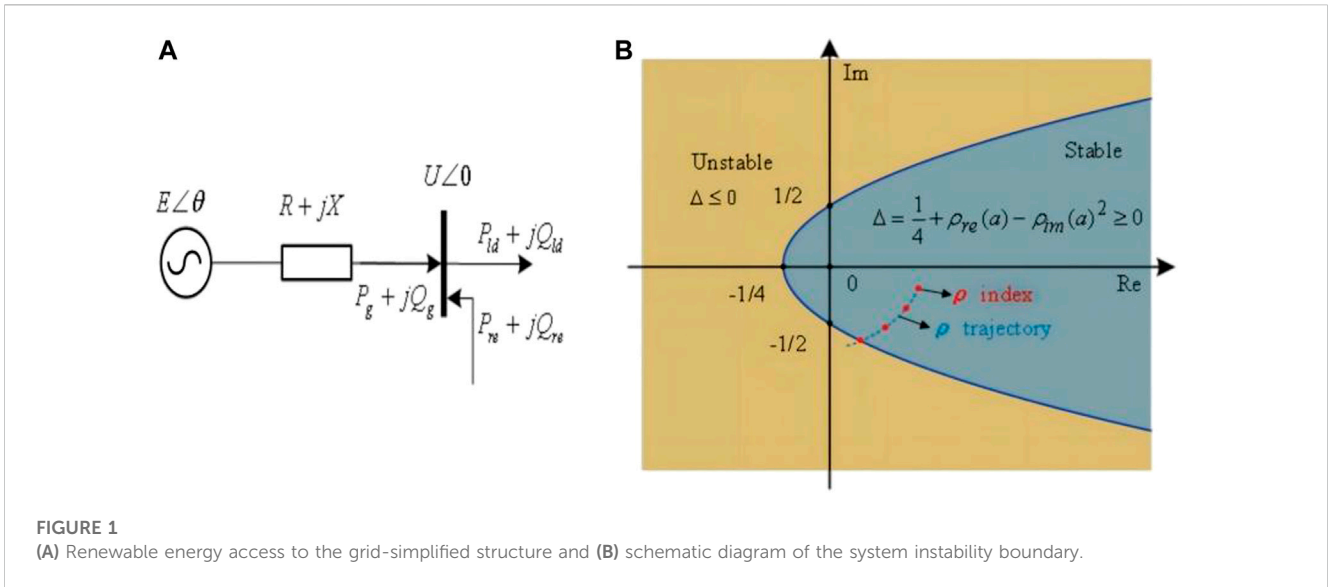 A
E∠θ
R + jX
U∠0
P_g + jQ_g
P_ld + jQ_ld
P_re + jQ_re
B
Im
Unstable
Δ ≤ 0
1/2
Stable
Δ = 1/4 + ρ_re(a) − ρ_im(a)² ≥ 0
-1/4
0
Re
ρ index
ρ trajectory
-1/2
FIGURE 1
(A) Renewable energy access to the grid-simplified structure and (B) schematic diagram of the system instability boundary.